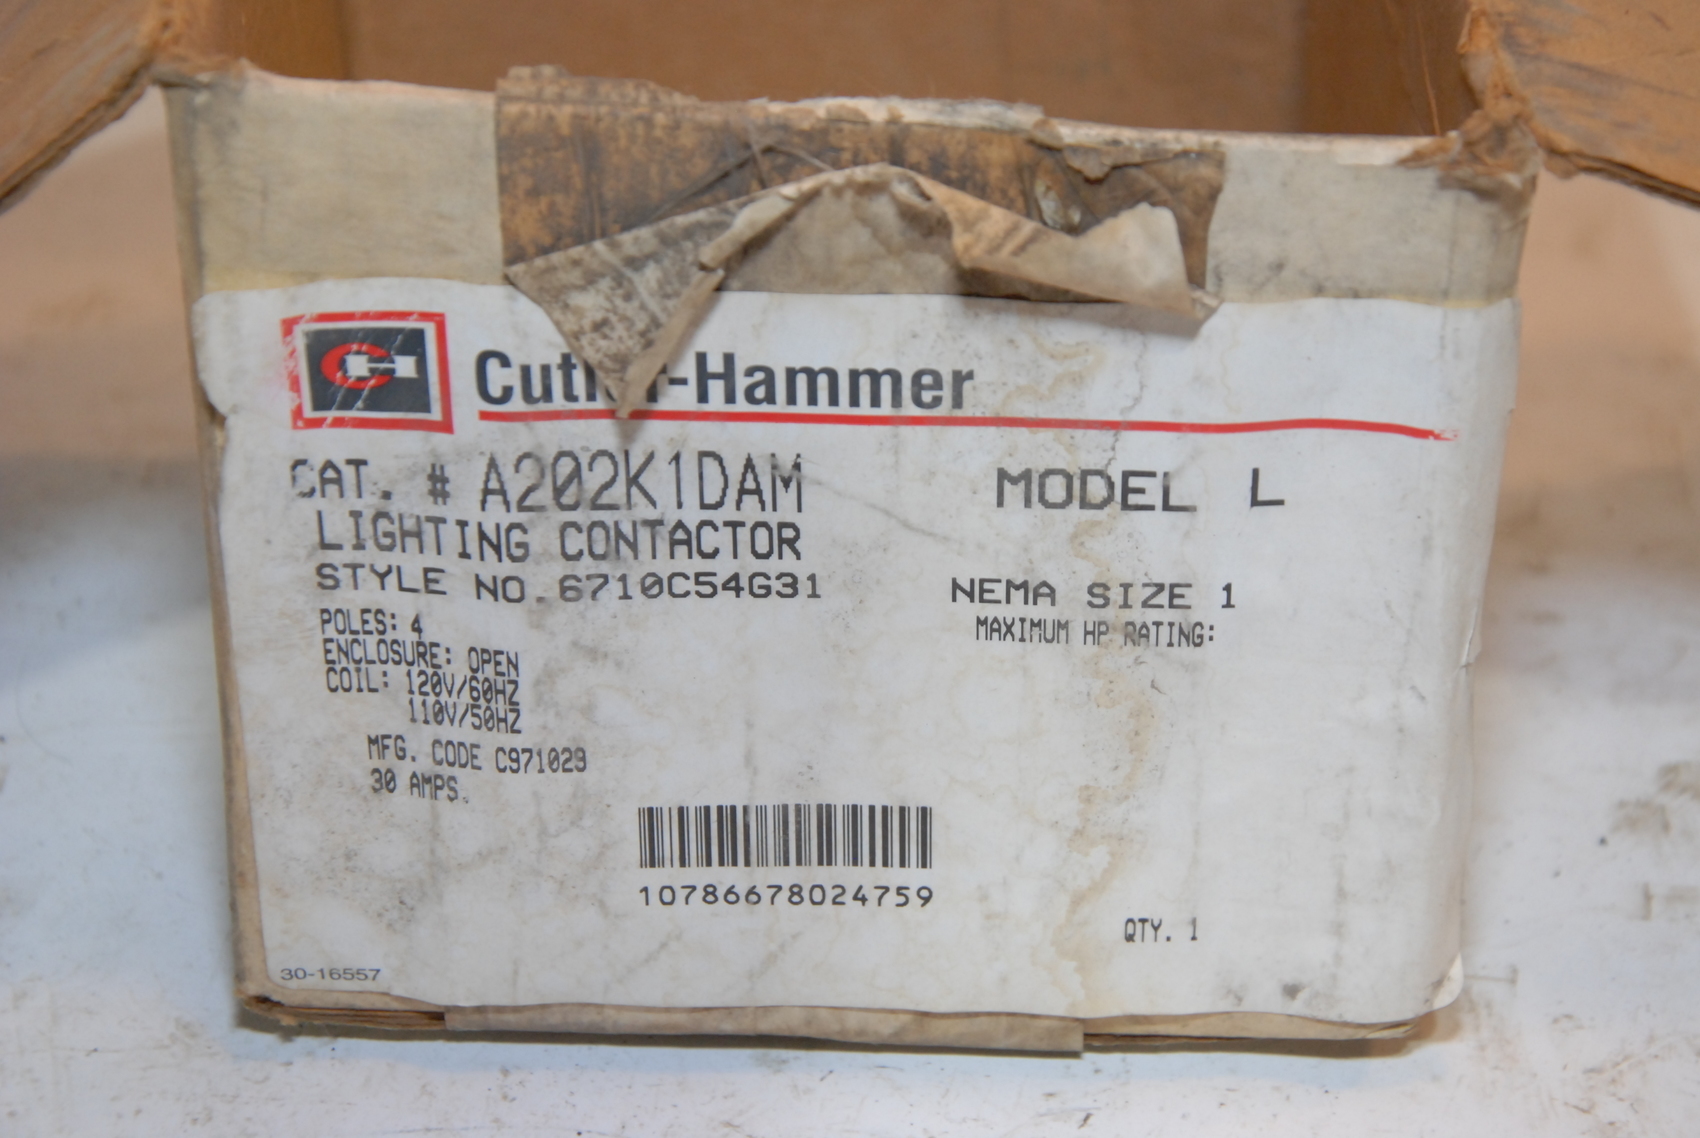 CH Cutler-Hammer
CAT. # A202K1DAM MODEL L
LIGHTING CONTACTOR
STYLE NO. 6710C54G31 NEMA SIZE 1
MAXIMUM HP RATING:
POLES: 4
ENCLOSURE: OPEN
COIL: 120V/60HZ
110V/50HZ
MFG. CODE C971029
30 AMPS.
10786678024759
QTY. 1
30-16557